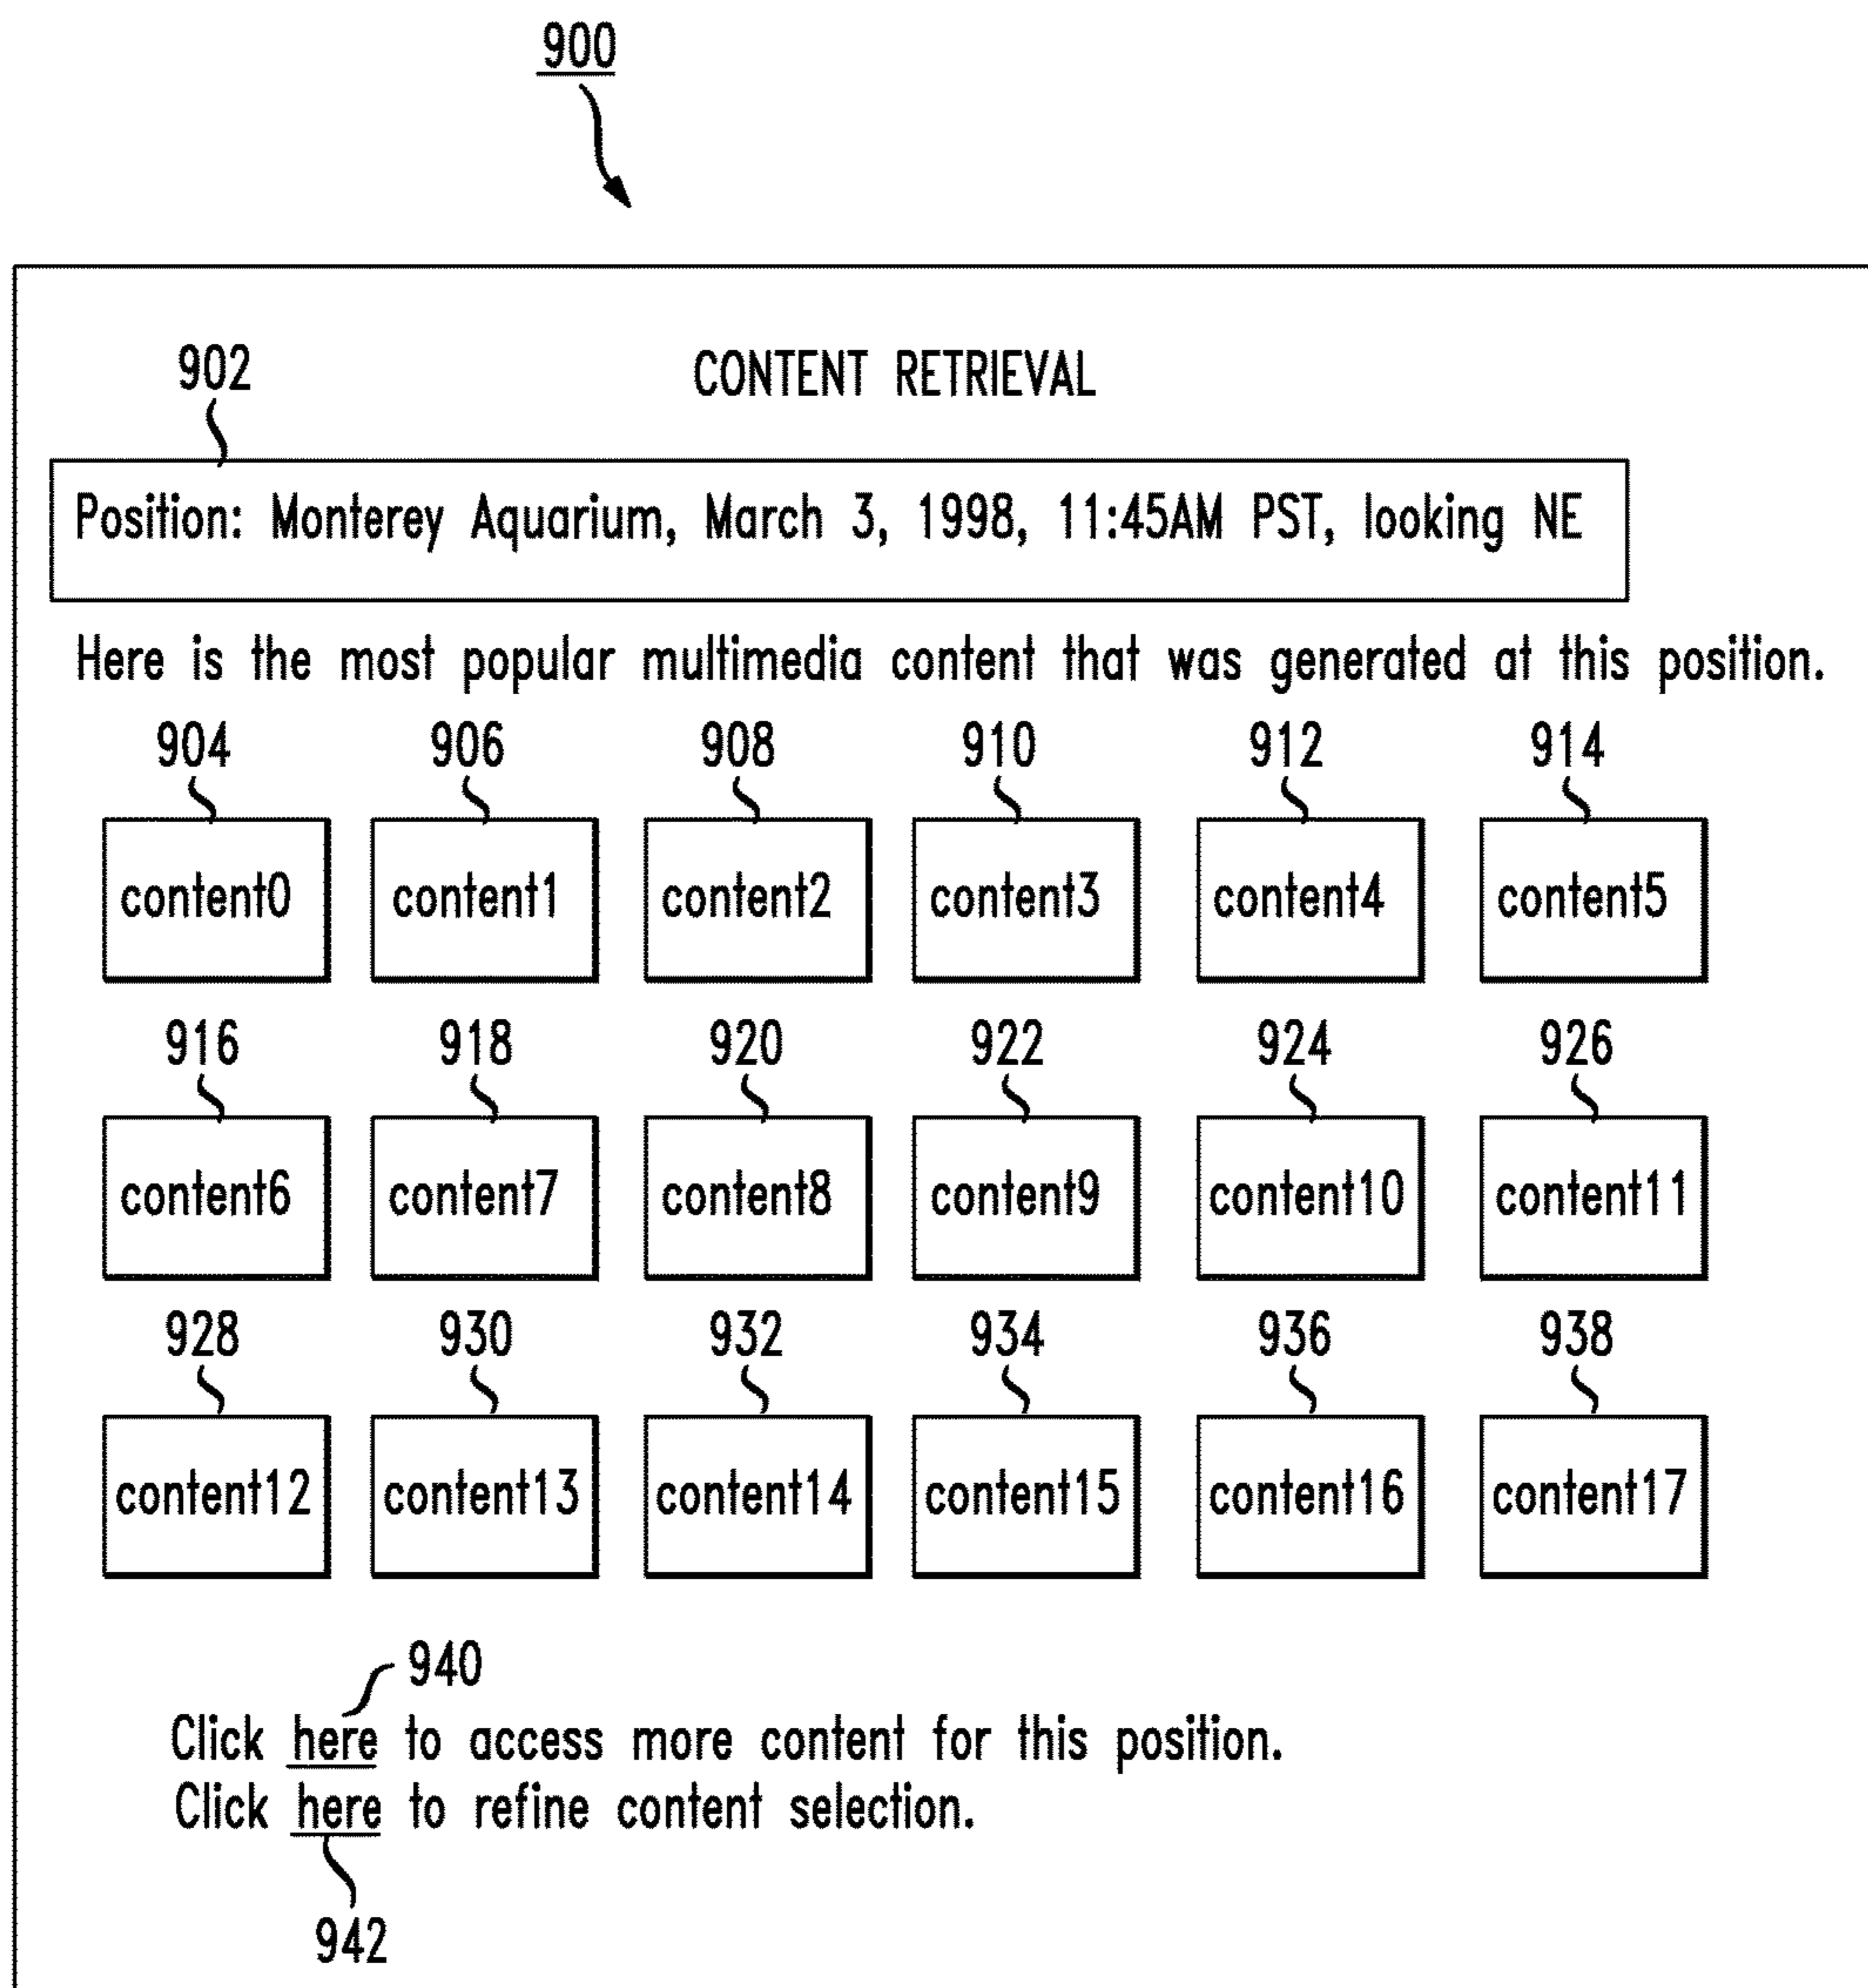 900
902
CONTENT RETRIEVAL
Position: Monterey Aquarium, March 3, 1998, 11:45AM PST, looking NE
Here is the most popular multimedia content that was generated at this position.
904 906 908 910 912 914
content0 content1 content2 content3 content4 content5
916 918 920 922 924 926
content6 content7 content8 content9 content10 content11
928 930 932 934 936 938
content12 content13 content14 content15 content16 content17
940
Click here to access more content for this position.
Click here to refine content selection.
942